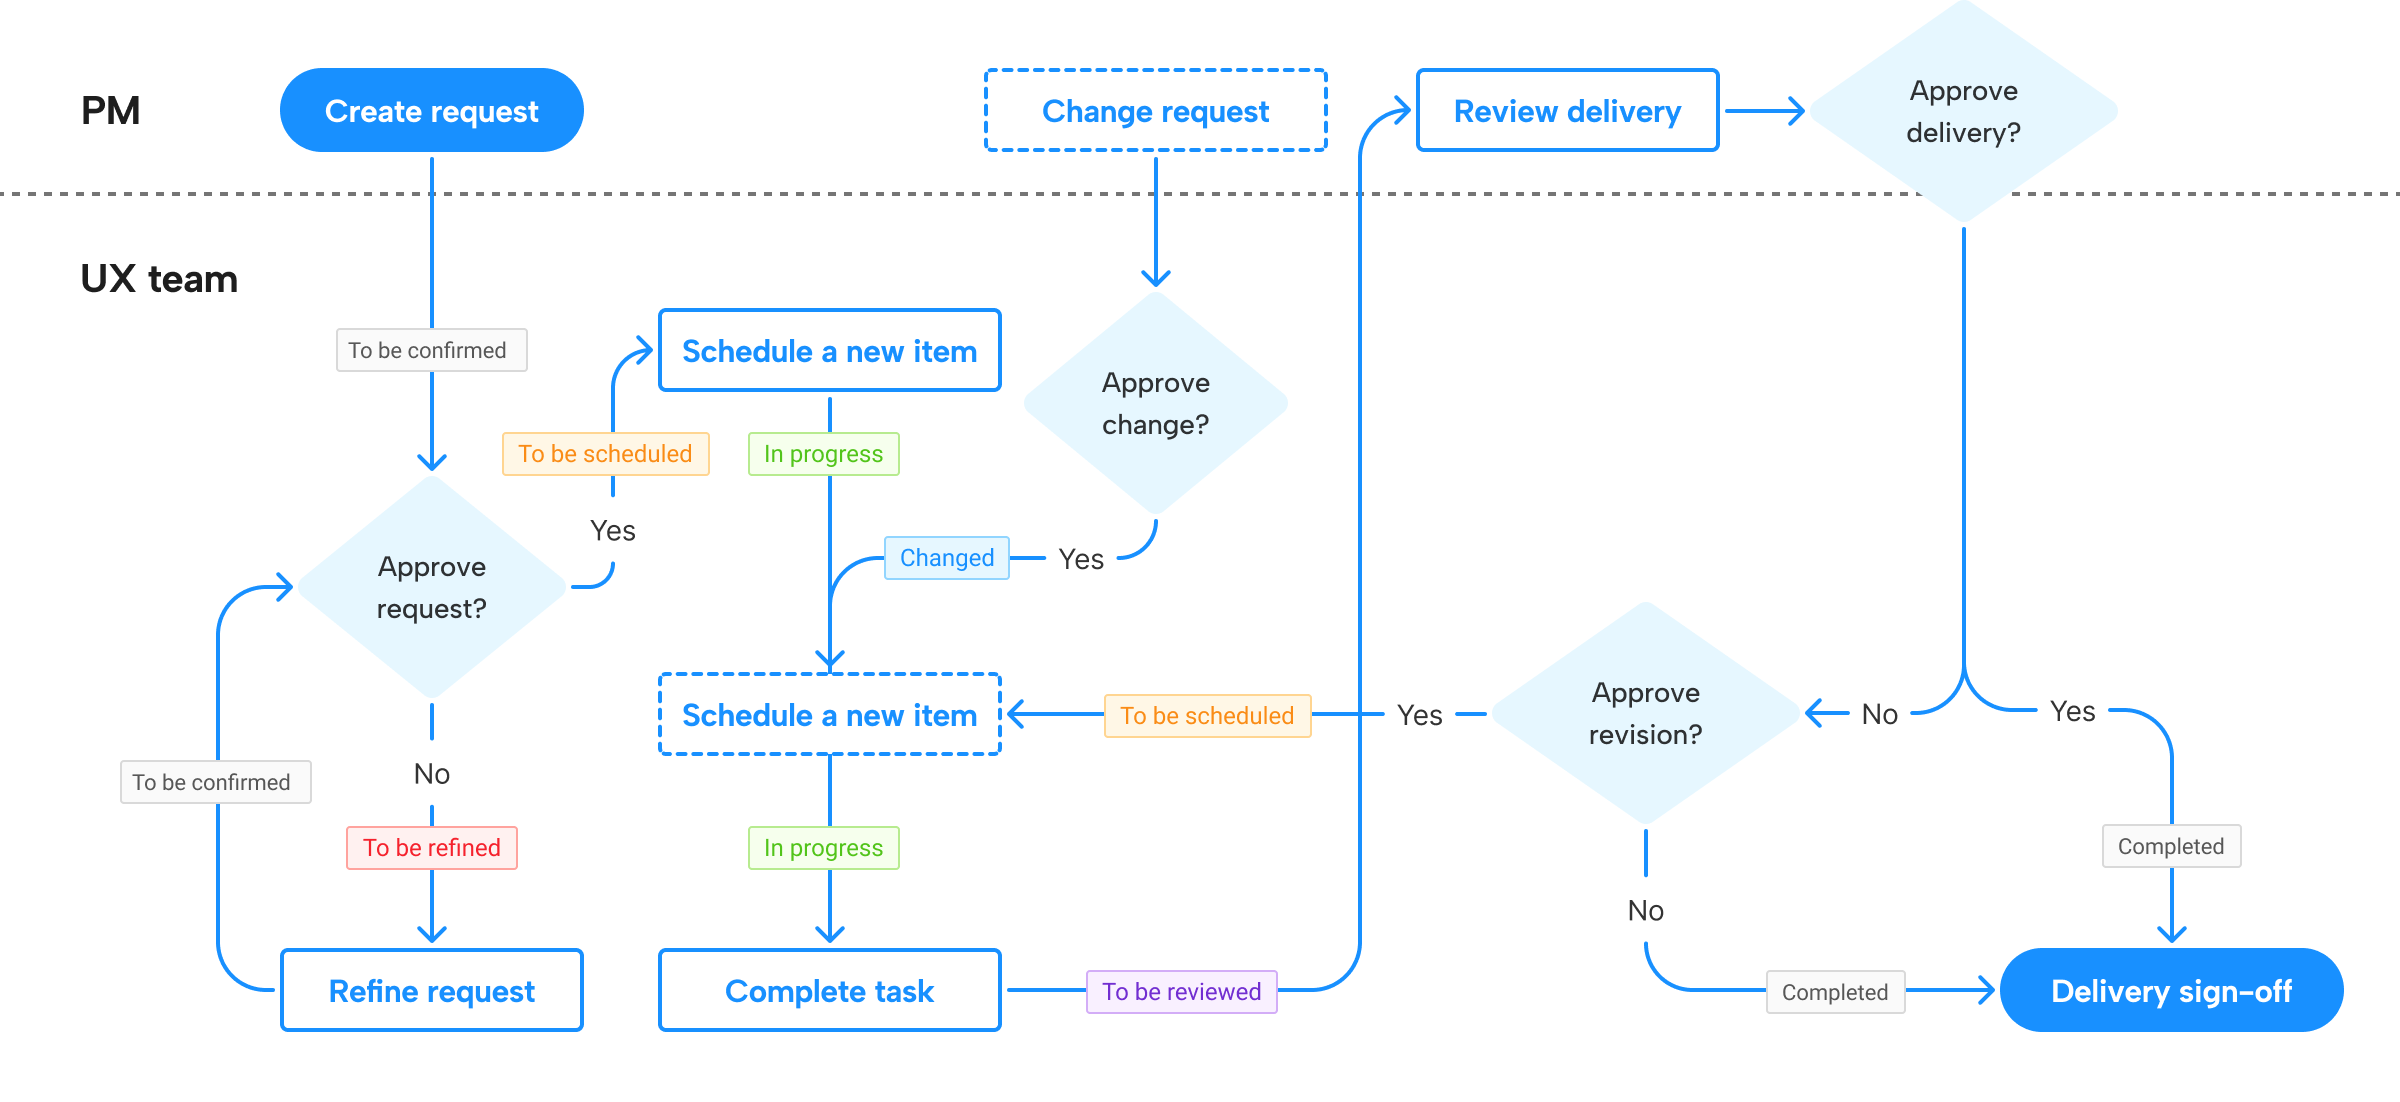 PM
Create request
Change request
Review delivery
Approve
delivery?
UX team
To be confirmed
Schedule a new item
Approve
change?
To be scheduled
In progress
Yes
Changed
Yes
Approve
request?
Schedule a new item
To be scheduled
Yes
Approve
revision?
No
Yes
No
To be confirmed
To be refined
In progress
Completed
No
Refine request
Complete task
To be reviewed
Completed
Delivery sign-off